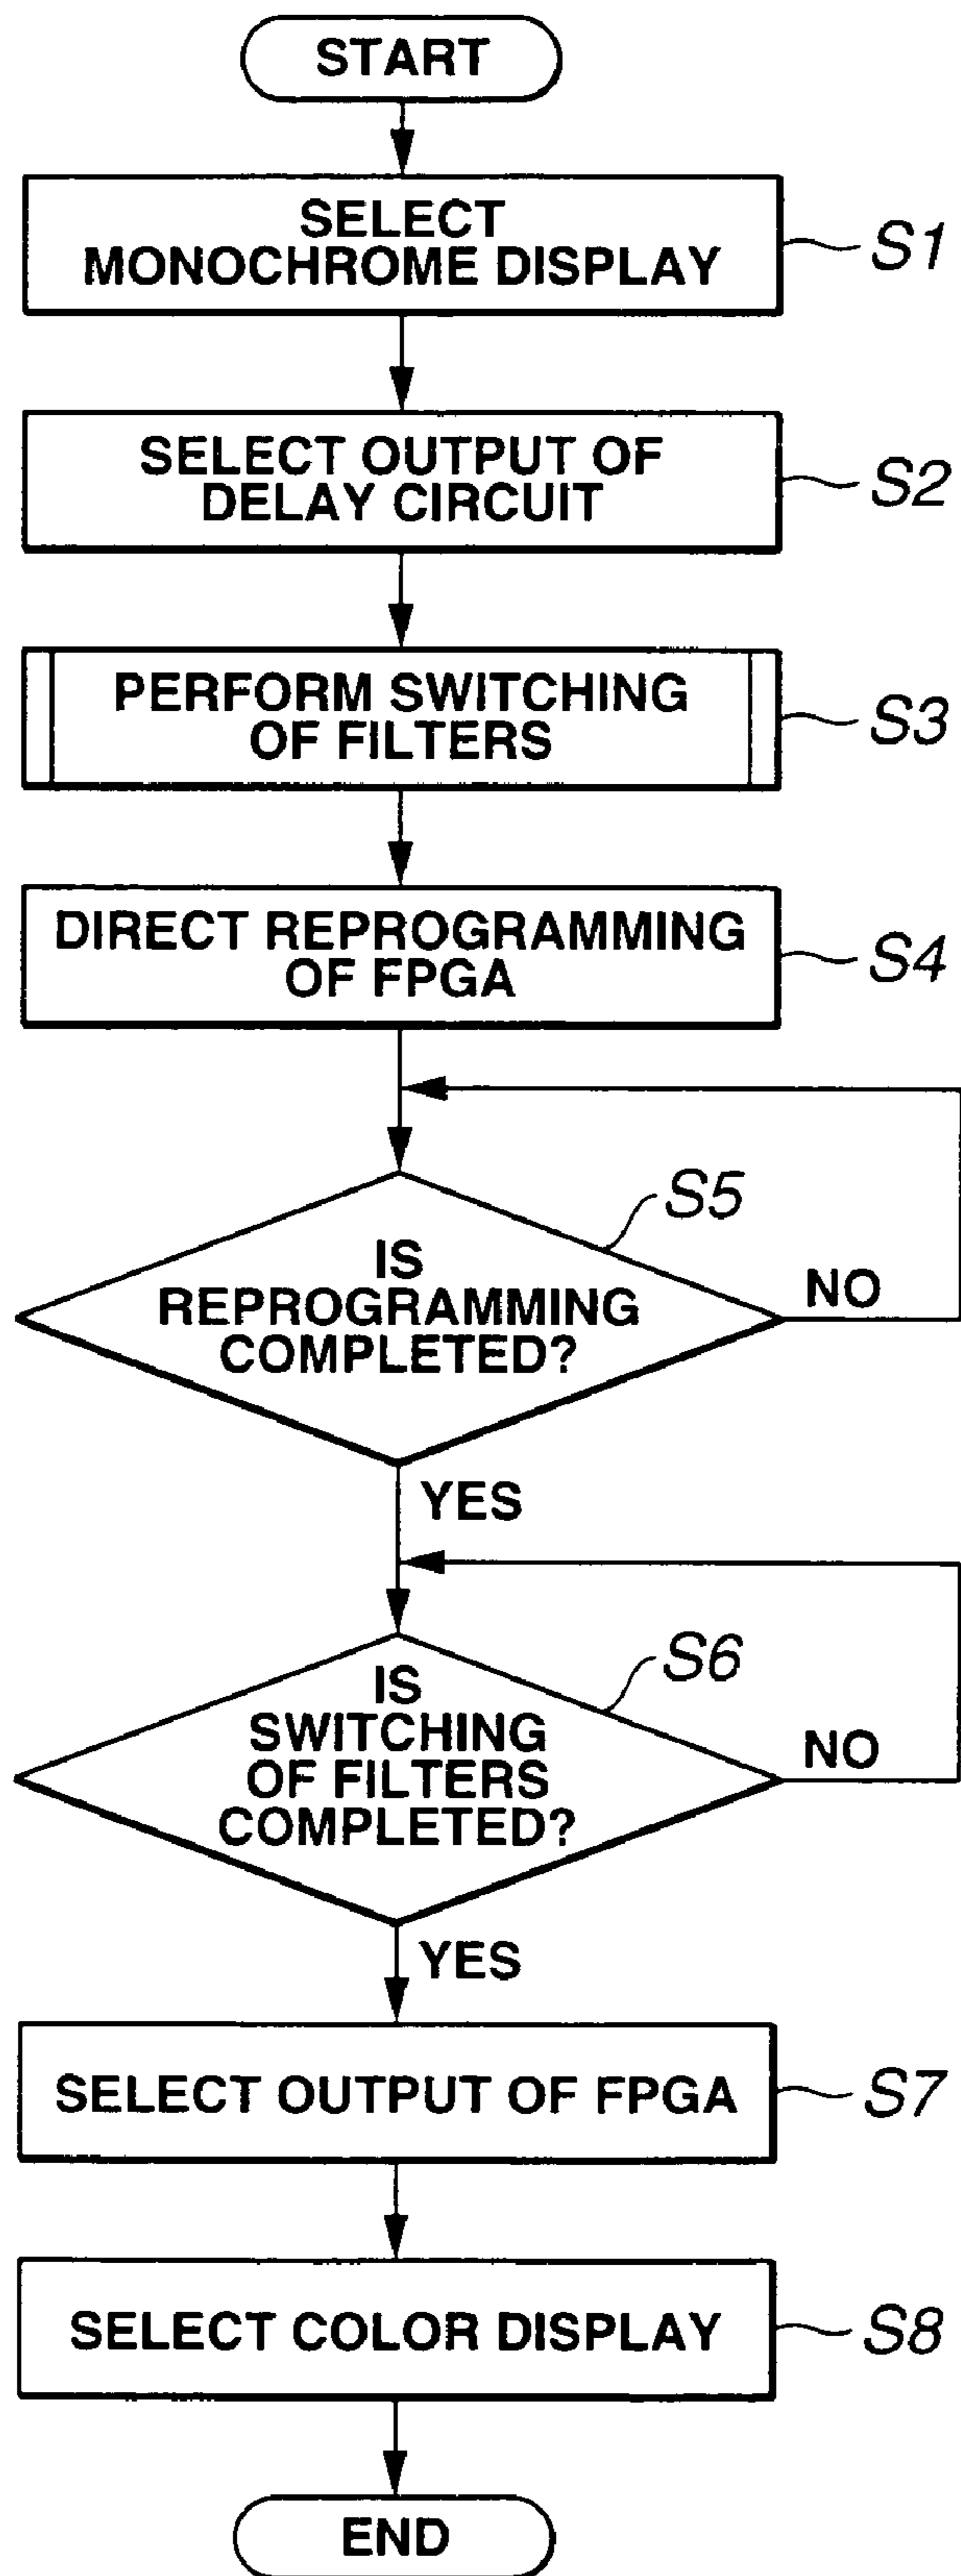 START
SELECT
MONOCHROME DISPLAY
S1
SELECT OUTPUT OF
DELAY CIRCUIT
S2
PERFORM SWITCHING
OF FILTERS
S3
DIRECT REPROGRAMMING
OF FPGA
S4
S5
IS
REPROGRAMMING
COMPLETED?
NO
YES
S6
IS
SWITCHING
OF FILTERS
COMPLETED?
NO
YES
SELECT OUTPUT OF FPGA
S7
SELECT COLOR DISPLAY
S8
END